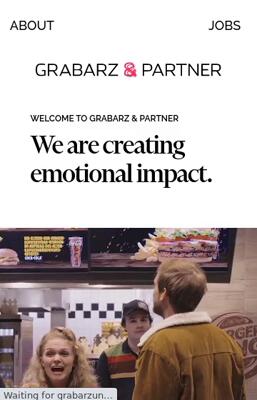 ABOUT
JOBS
GRABARZ & PARTNER
WELCOME TO GRABARZ & PARTNER
We are creating
emotional impact.
Waiting for grabarzun...